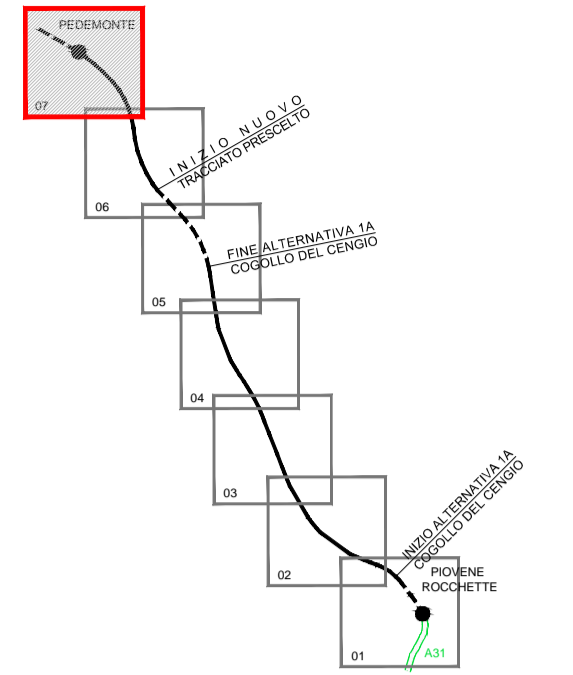 PEDEMONTE
07
INIZIO NUOVO
TRACCIATO PRESCELTO
06
FINE ALTERNATIVA 1A
COGOLLO DEL CENGIO
05
04
03
INIZIO ALTERNATIVA 1A
COGOLLO DEL CENGIO
02
PIOVENE
ROCCHETTE
01
A31